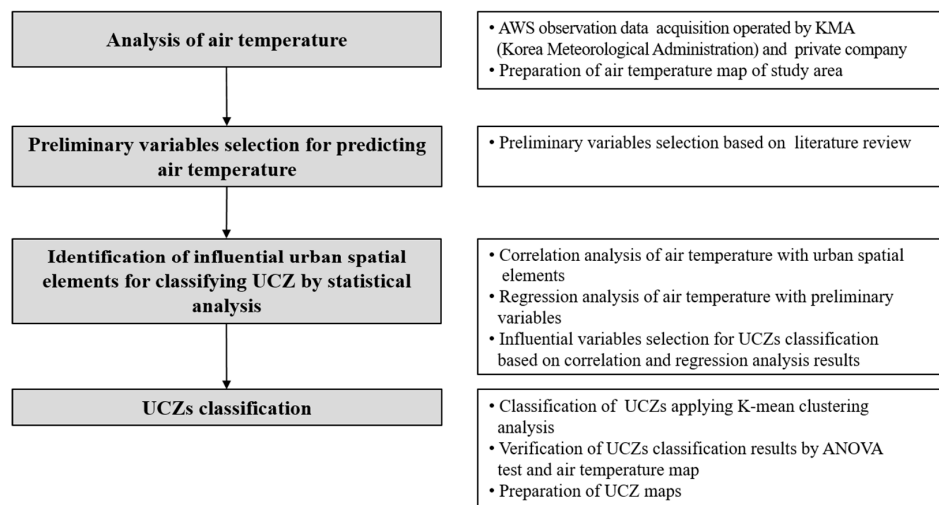 Analysis of air temperature
• AWS observation data acquisition operated by KMA
(Korea Meteorological Administration) and private company
• Preparation of air temperature map of study area
Preliminary variables selection for predicting
air temperature
• Preliminary variables selection based on literature review
Identification of influential urban spatial
elements for classifying UCZ by statistical
analysis
• Correlation analysis of air temperature with urban spatial
elements
• Regression analysis of air temperature with preliminary
variables
• Influential variables selection for UCZs classification
based on correlation and regression analysis results
UCZs classification
• Classification of UCZs applying K-mean clustering
analysis
• Verification of UCZs classification results by ANOVA
test and air temperature map
• Preparation of UCZ maps